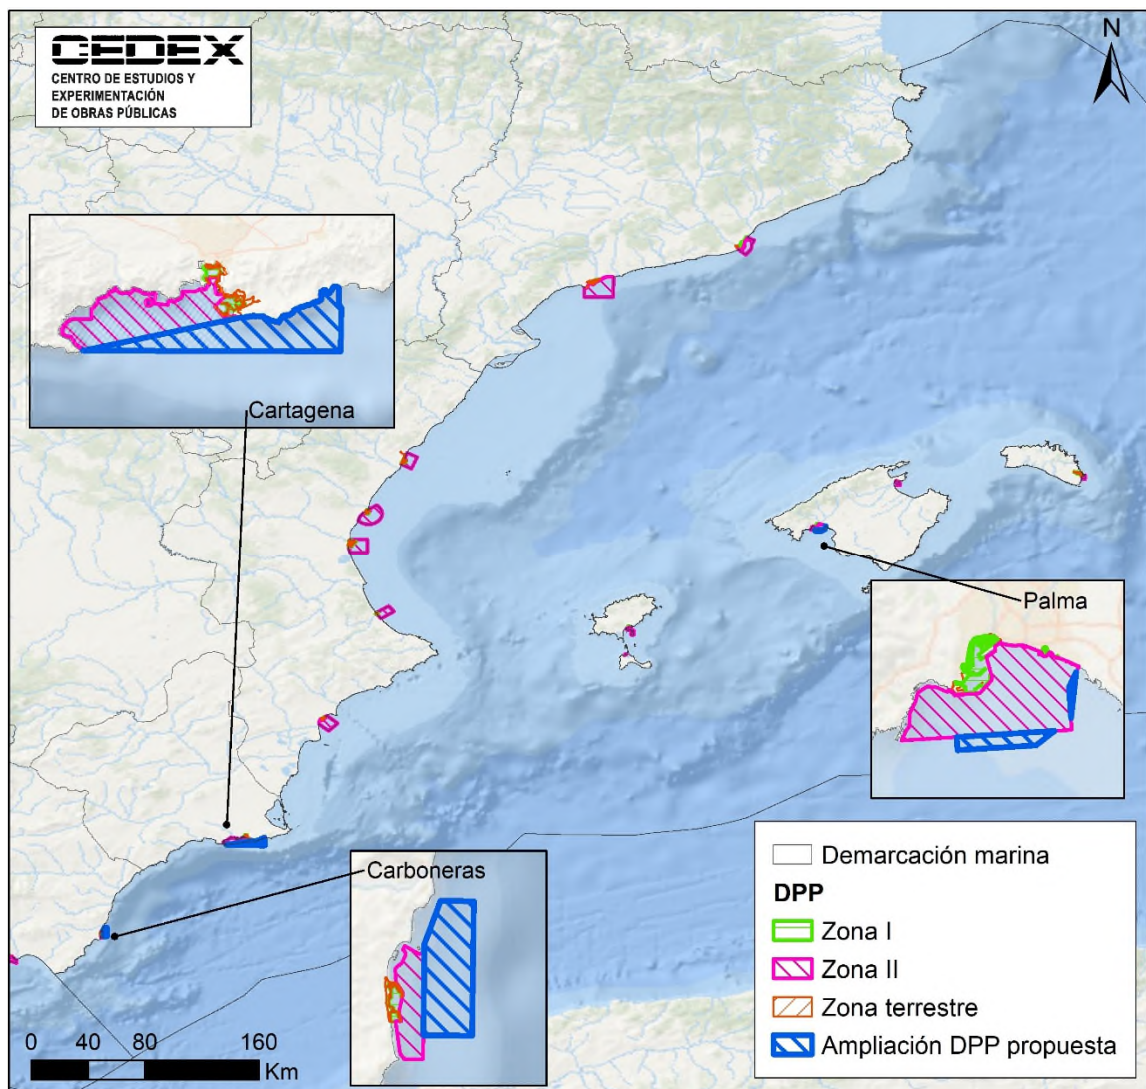 CEDEX
CENTRO DE ESTUDIOS Y
EXPERIMENTACIÓN
DE OBRAS PÚBLICAS
N
Cartagena
Palma
Carboneras
Demarcación marina
DPP
Zona I
Zona II
Zona terrestre
Ampliación DPP propuesta
0 40 80 160
Km